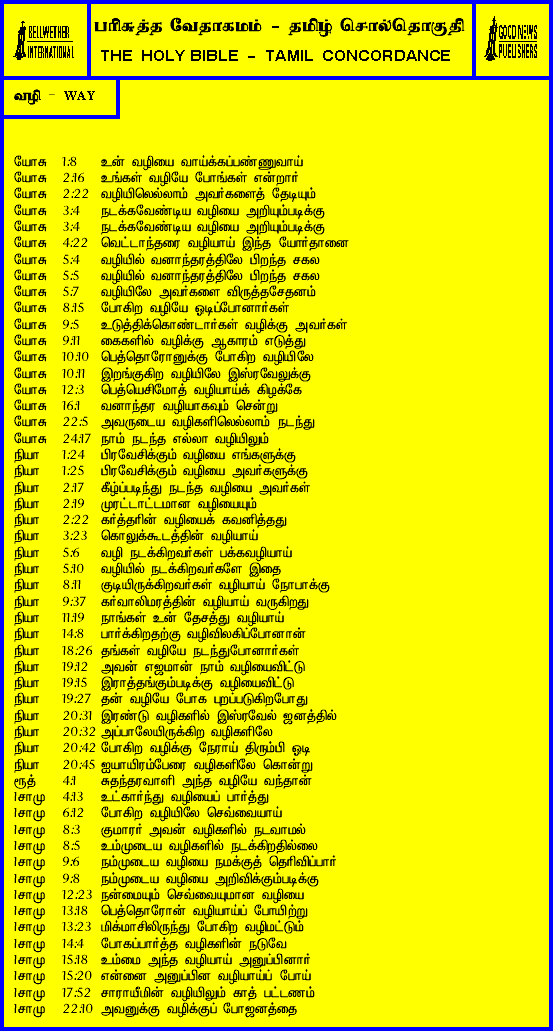 BELLWETHER
INTERNATIONAL
பரிசுத்த வேதாகமம் - தமிழ் சொல்தொகுதி
THE HOLY BIBLE - TAMIL CONCORDANCE
GOOD NEWS
PUBLISHERS
வழி - WAY
யோசு 1:8 உன் வழியை வாய்க்கப்பண்ணுவாய்
யோசு 2:16 உங்கள் வழியே போங்கள் என்றார்
யோசு 2:22 வழியிலெல்லாம் அவர்களைத் தேடியும்
யோசு 3:4 நடக்கவேண்டிய வழியை அறியும்படிக்கு
யோசு 3:4 நடக்கவேண்டிய வழியை அறியும்படிக்கு
யோசு 4:22 வெட்டாந்தரை வழியாய் இந்த யோர்தானை
யோசு 5:4 வழியில் வனாந்தரத்திலே பிறந்த சகல
யோசு 5:5 வழியில் வனாந்தரத்திலே பிறந்த சகல
யோசு 5:7 வழியிலே அவர்களை விருத்தசேதனம்
யோசு 8:15 போகிற வழியே ஓடிப்போனார்கள்
யோசு 9:5 உடுத்திக்கொண்டார்கள் வழிக்கு அவர்கள்
யோசு 9:11 கைகளில் வழிக்கு ஆகாரம் எடுத்து
யோசு 10:10 பெத்தொரோனுக்கு போகிற வழியிலே
யோசு 10:11 இறங்குகிற வழியிலே இஸ்ரவேலுக்கு
யோசு 12:3 பெத்யெசிமோத் வழியாய்க் கிழக்கே
யோசு 16:1 வனாந்தர வழியாகவும் சென்று
யோசு 22:5 அவருடைய வழிகளிலெல்லாம் நடந்து
யோசு 24:17 நாம் நடந்த எல்லா வழியிலும்
நியா 1:24 பிரவேசிக்கும் வழியை எங்களுக்கு
நியா 1:25 பிரவேசிக்கும் வழியை அவர்களுக்கு
நியா 2:17 கீழ்ப்படிந்து நடந்த வழியை அவர்கள்
நியா 2:19 முரட்டாட்டமான வழியையும்
நியா 2:22 கர்த்தரின் வழியைக் கவனித்தது
நியா 3:23 கொலுக்கூடத்தின் வழியாய்
நியா 5:6 வழி நடக்கிறவர்கள் பக்கவழியாய்
நியா 5:10 வழியில் நடக்கிறவர்களே இதை
நியா 8:11 குடியிருக்கிறவர்கள் வழியாய் நோபாக்கு
நியா 9:37 கர்வாலிமரத்தின் வழியாய் வருகிறது
நியா 11:19 நாங்கள் உன் தேசத்து வழியாய்
நியா 14:8 பார்க்கிறதற்கு வழிவிலகிப்போனான்
நியா 18:26 தங்கள் வழியே நடந்துபோனார்கள்
நியா 19:12 அவன் எஜமான் நாம் வழியைவிட்டு
நியா 19:15 இராத்தங்கும்படிக்கு வழியைவிட்டு
நியா 19:27 தன் வழியே போக புறப்படுகிறபோது
நியா 20:31 இரண்டு வழிகளில் இஸ்ரவேல் ஜனத்தில்
நியா 20:32 அப்பாலேயிருகிற வழிகளிலே
நியா 20:42 போகிற வழிக்கு நேராய் திரும்பி ஓடி
நியா 20:45 ஐயாயிரம்பேரை வழிகளிலே கொன்று
ரூத் 4:1 சுதந்தரவாளி அந்த வழியே வந்தான்
1சாமு 4:13 உட்கார்ந்து வழியைப் பார்த்து
1சாமு 6:12 போகிற வழியிலே செவ்வையாய்
1சாமு 8:3 குமாரர் அவன் வழிகளில் நடவாமல்
1சாமு 8:5 உம்முடைய வழிகளில் நடக்கிறதில்லை
1சாமு 9:6 நம்முடைய வழியை நமக்குத் தெரிவிப்பார்
1சாமு 9:8 நம்முடைய வழியை அறிவிக்கும்படிக்கு
1சாமு 12:23 நன்மையும் செவ்வையுமான வழியை
1சாமு 13:18 பெத்தொரோன் வழியாய்ப் போயிற்று
1சாமு 13:23 மிக்மாசிலிருந்து போகிற வழிமட்டும்
1சாமு 14:4 போகப்பார்த்த வழிகளின் நடுவே
1சாமு 15:18 உம்மை அந்த வழியாய் அனுப்பினார்
1சாமு 15:20 என்னை அனுப்பின வழியாய்ப் போய்
1சாமு 17:52 சாராயீமின் வழியிலும் காத் பட்டணம்
1சாமு 22:10 அவனுக்கு வழிக்குப் போஜனத்தை